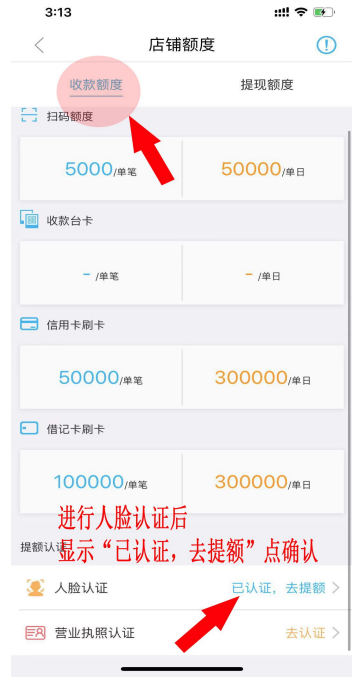 3:13
店铺额度
收款额度 提现额度
扫码额度
5000/单笔 50000/单日
收款台卡
-/单笔 -/单日
信用卡刷卡
50000/单笔 300000/单日
借记卡刷卡
100000/单笔 300000/单日
进行人脸认证后
提额认证
显示“已认证，去提额”点确认
人脸认证 已认证，去提额 >
营业执照认证 去认证 >